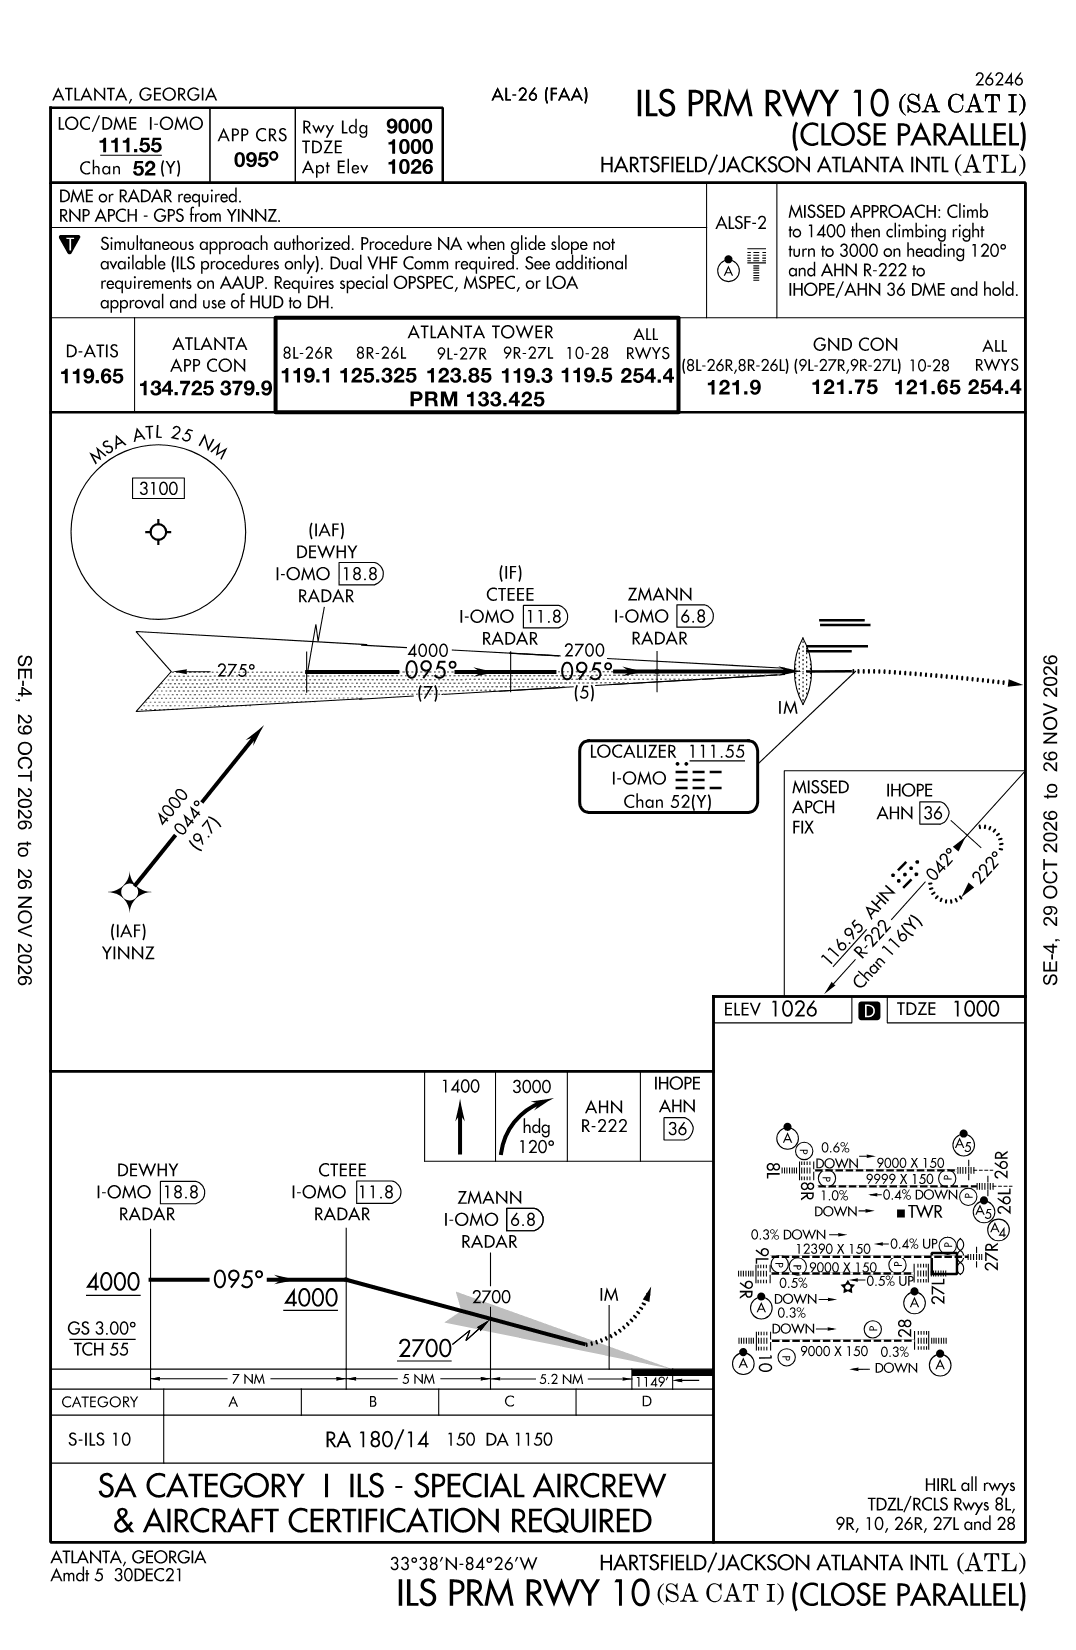 26246
ATLANTA, GEORGIA
AL-26 (FAA)
ILS PRM RWY 10 (SA CAT I)
(CLOSE PARALLEL)
HARTSFIELD/JACKSON ATLANTA INTL (ATL)
LOC/DME I-OMO
111.55
Chan 52 (Y)
APP CRS
095°
Rwy Ldg 9000
TDZE 1000
Apt Elev 1026
DME or RADAR required.
RNP APCH - GPS from YINNZ.
T
Simultaneous approach authorized. Procedure NA when glide slope not
available (ILS procedures only). Dual VHF Comm required. See additional
requirements on AAUP. Requires special OPSPEC, MSPEC, or LOA
approval and use of HUD to DH.
ALSF-2
A
MISSED APPROACH: Climb
to 1400 then climbing right
turn to 3000 on heading 120°
and AHN R-222 to
IHOPE/AHN 36 DME and hold.
D-ATIS
119.65
ATLANTA
APP CON
134.725 379.9
ATLANTA TOWER
8L-26R 8R-26L 9L-27R 9R-27L 10-28 ALL RWYS
119.1 125.325 123.85 119.3 119.5 254.4
PRM 133.425
GND CON
(8L-26R,8R-26L) (9L-27R,9R-27L) 10-28 ALL RWYS
121.9 121.75 121.65 254.4
MSA ATL 25 NM
3100
(IAF)
DEWHY
I-OMO 18.8
RADAR
(IF)
CTEEE
I-OMO 11.8
RADAR
ZMANN
I-OMO 6.8
RADAR
275°
4000
095°
(7)
2700
095°
(5)
IM
LOCALIZER 111.55
I-OMO
Chan 52(Y)
4000
044°
(9.7)
(IAF)
YINNZ
MISSED
APCH
FIX
IHOPE
AHN 36
042°
222°
116.95 AHN
R-222
Chan 116(Y)
SE-4, 29 OCT 2026 to 26 NOV 2026
SE-4, 29 OCT 2026 to 26 NOV 2026
ELEV 1026
D
TDZE 1000
1400
3000
hdg
120°
AHN
R-222
IHOPE
AHN
36
DEWHY
I-OMO 18.8
RADAR
CTEEE
I-OMO 11.8
RADAR
ZMANN
I-OMO 6.8
RADAR
4000
095°
4000
2700
2700
IM
GS 3.00°
TCH 55
7 NM
5 NM
5.2 NM
1149'
CATEGORY A B C D
S-ILS 10
RA 180/14 150 DA 1150
SA CATEGORY I ILS - SPECIAL AIRCREW
& AIRCRAFT CERTIFICATION REQUIRED
A
P
0.6%
DOWN
9000 X 150
A5
26R
8L
8R
P
9999 X 150
P
1.0%
DOWN
0.4% DOWN
P
26L
A5
TWR
A4
0.3% DOWN
0.4% UP
P
9L
12390 X 150
27R
P
P
9000 X 150
P
9R
0.5%
DOWN
0.5% UP
27L
A
A
0.3%
DOWN
P
28
A
10
P
9000 X 150
0.3%
DOWN
A
HIRL all rwys
TDZL/RCLS Rwys 8L,
9R, 10, 26R, 27L and 28
ATLANTA, GEORGIA
Amdt 5 30DEC21
33°38'N-84°26'W
HARTSFIELD/JACKSON ATLANTA INTL (ATL)
ILS PRM RWY 10 (SA CAT I) (CLOSE PARALLEL)